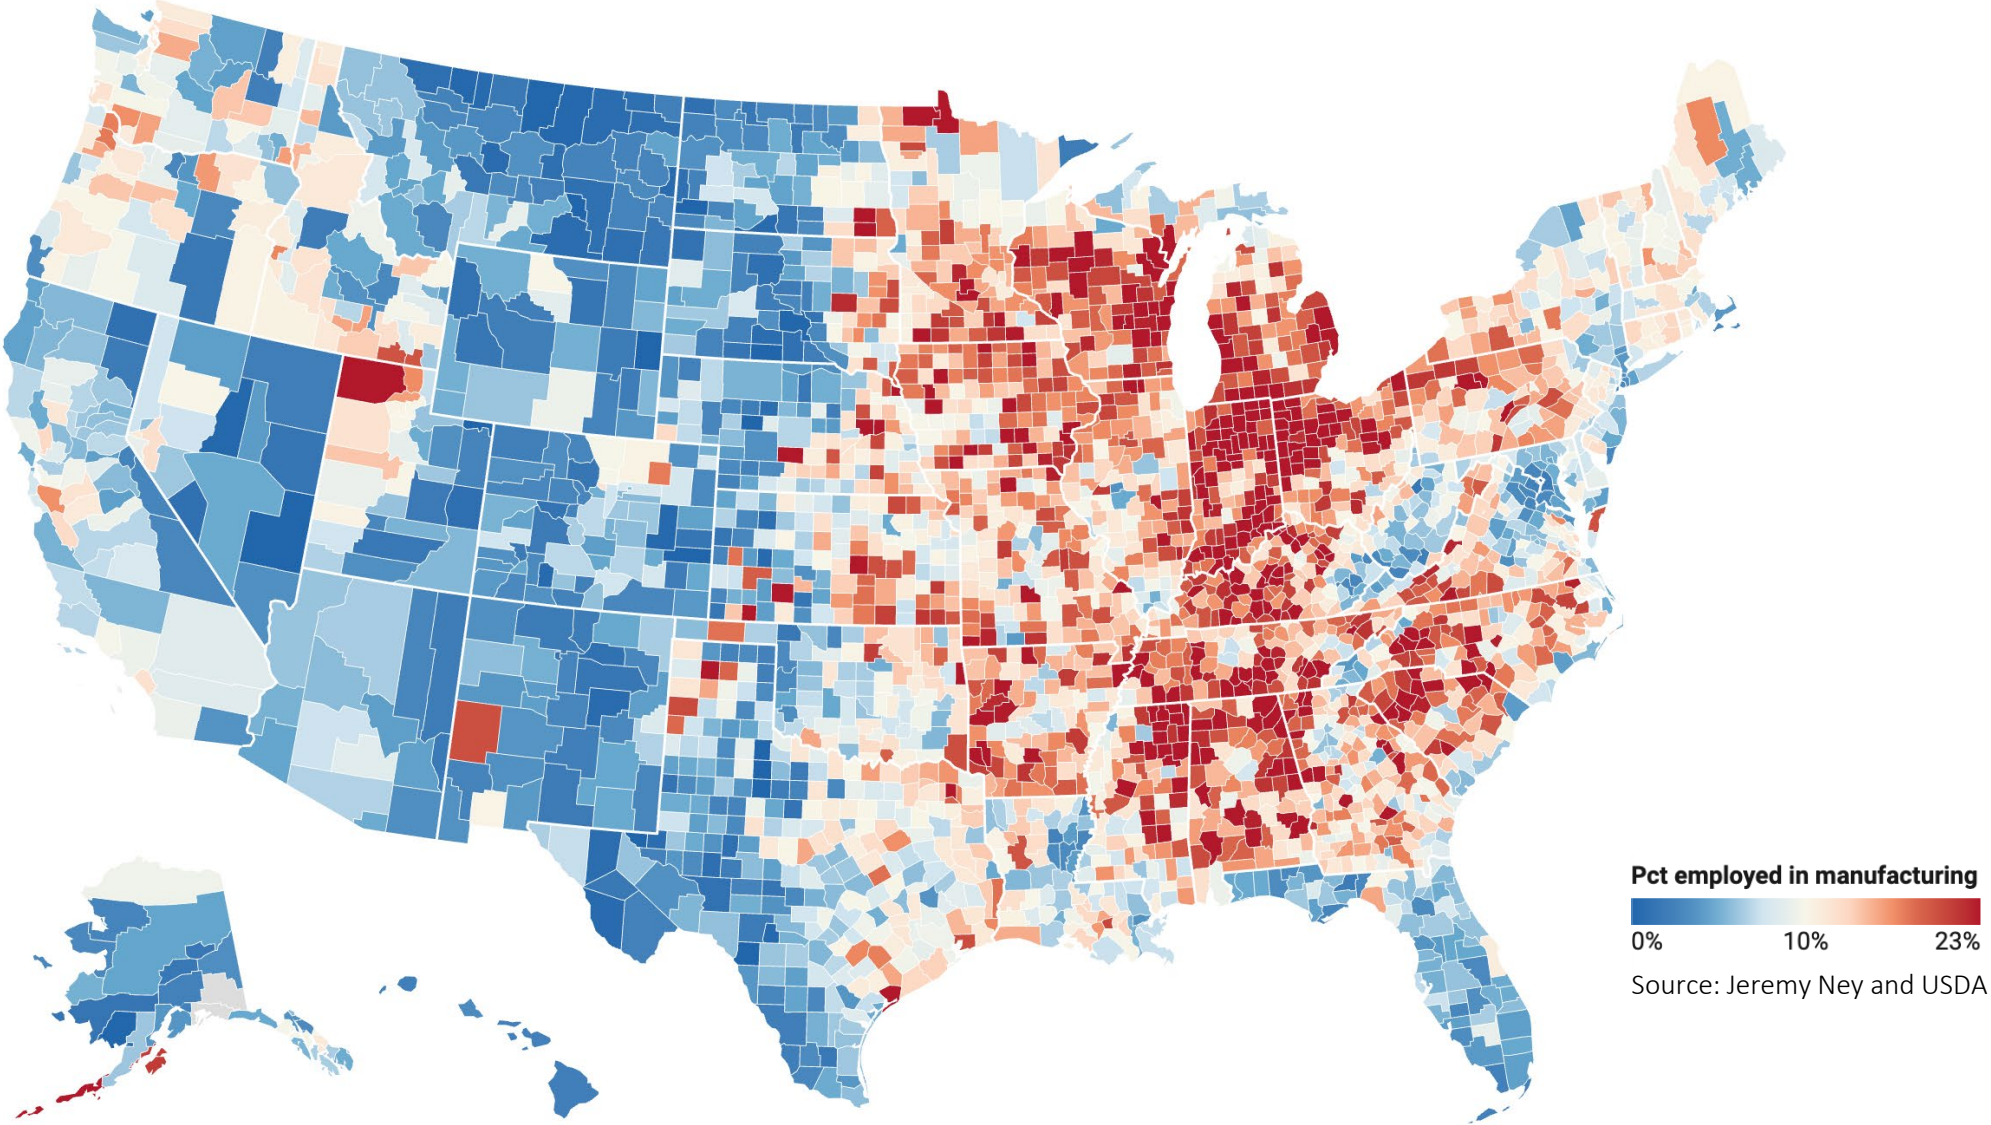 Pct employed in manufacturing
0% 10% 23%
Source: Jeremy Ney and USDA